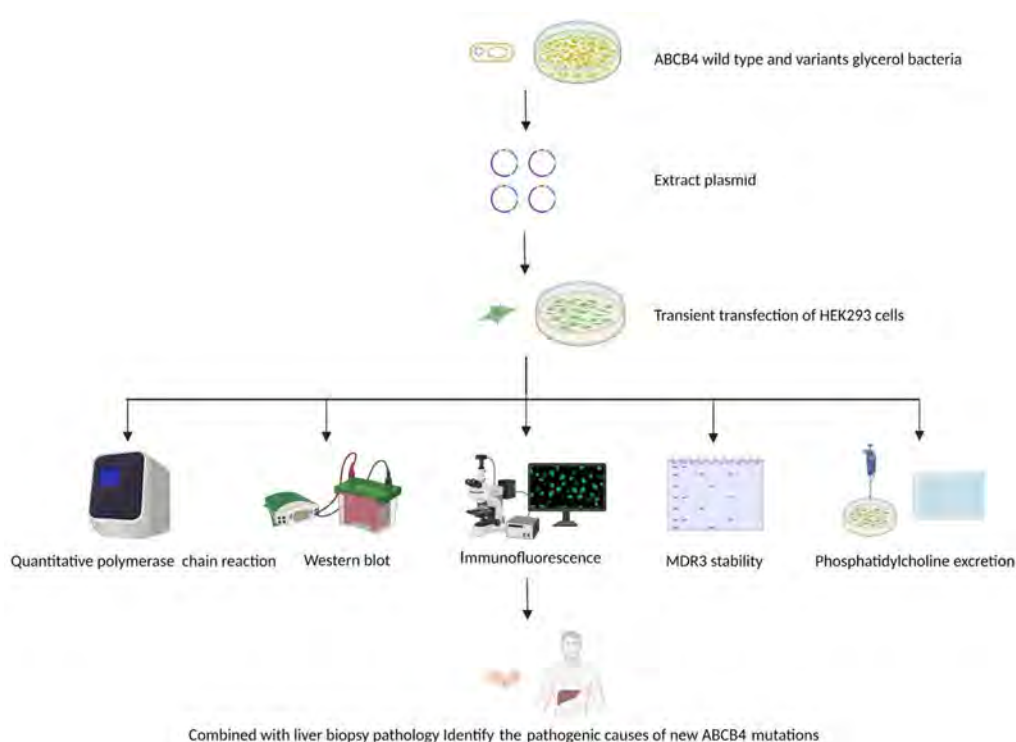 ABCB4 wild type and variants glycerol bacteria
Extract plasmid
Transient transfection of HEK293 cells
Quantitative polymerase chain reaction
Western blot
Immunofluorescence
MDR3 stability
Phosphatidylcholine excretion
Combined with liver biopsy pathology Identify the pathogenic causes of new ABCB4 mutations